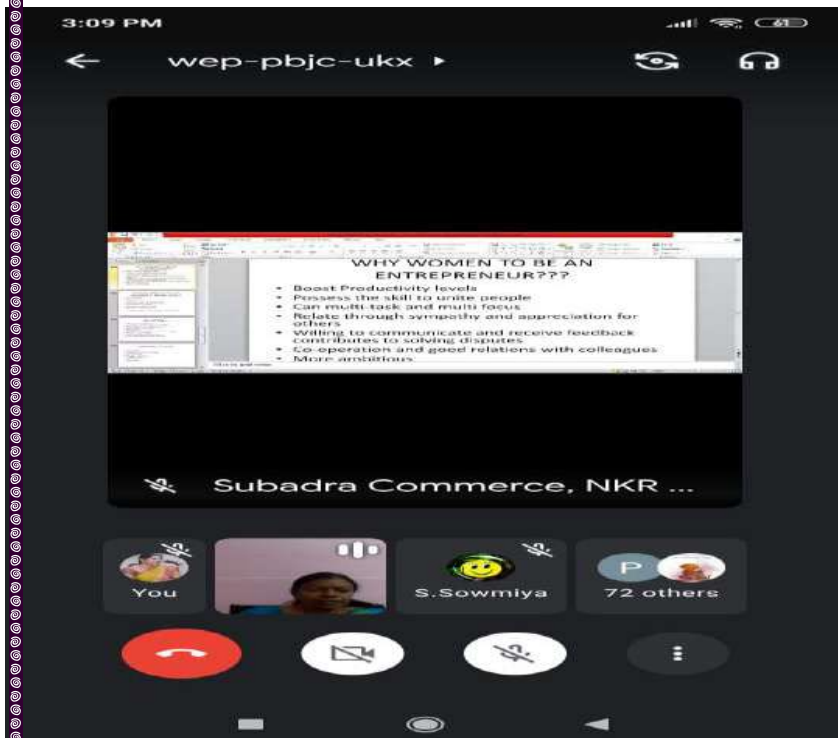 3:09 PM
61
wep-pbjc-ukx
WHY WOMEN TO BE AN
ENTREPRENEUR???
• Boost Productivity levels
• Possess the skill to unite people
• Can multi-task and multi focus
• Relate through sympathy and appreciation for
others
• Willing to communicate and receive feedback
contributes to solving disputes
• Co-operation and good relations with colleagues
• More ambitious
Subadra Commerce, NKR ...
You
S.Sowmiya
P
72 others